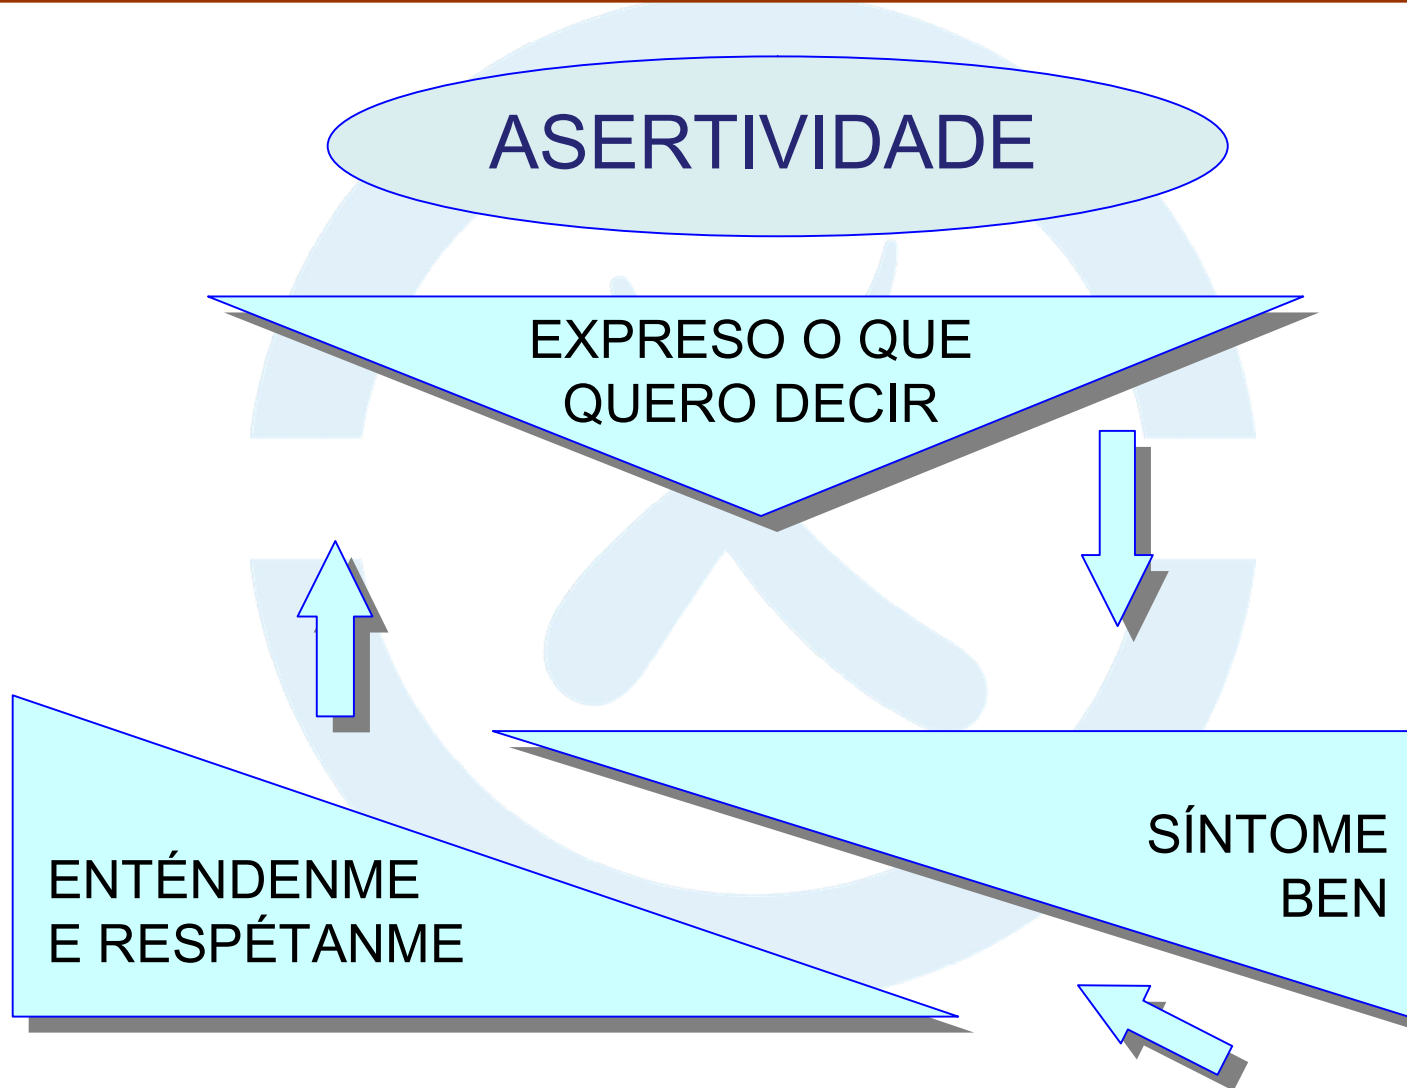 ASERTIVIDADE
EXPRESO O QUE
QUERO DECIR
SÍNTOME
BEN
ENTÉNDENME
E RESPÉTANME